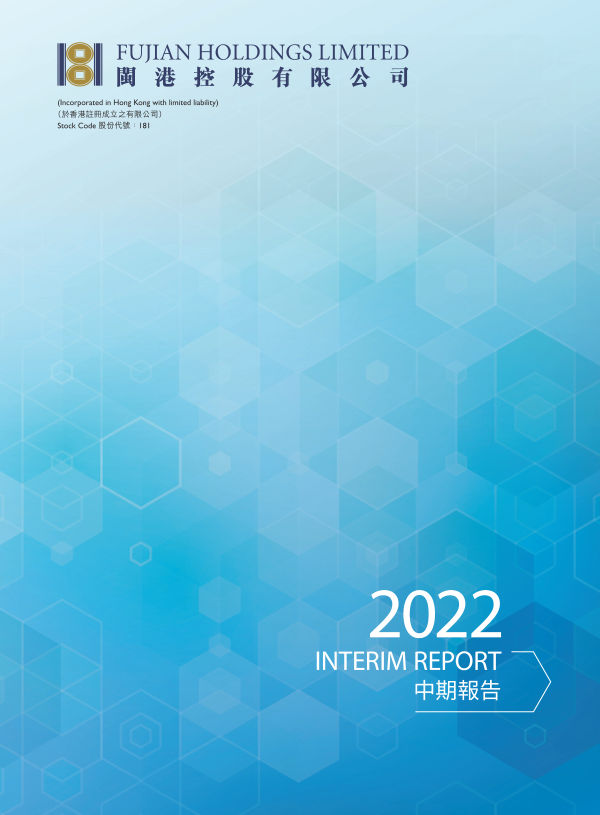 FUJIAN HOLDINGS LIMITED
閩港控股有限公司
(Incorporated in Hong Kong with limited liability)
（於香港註冊成立之有限公司）
Stock Code 股份代號：181
2022
INTERIM REPORT
中期報告